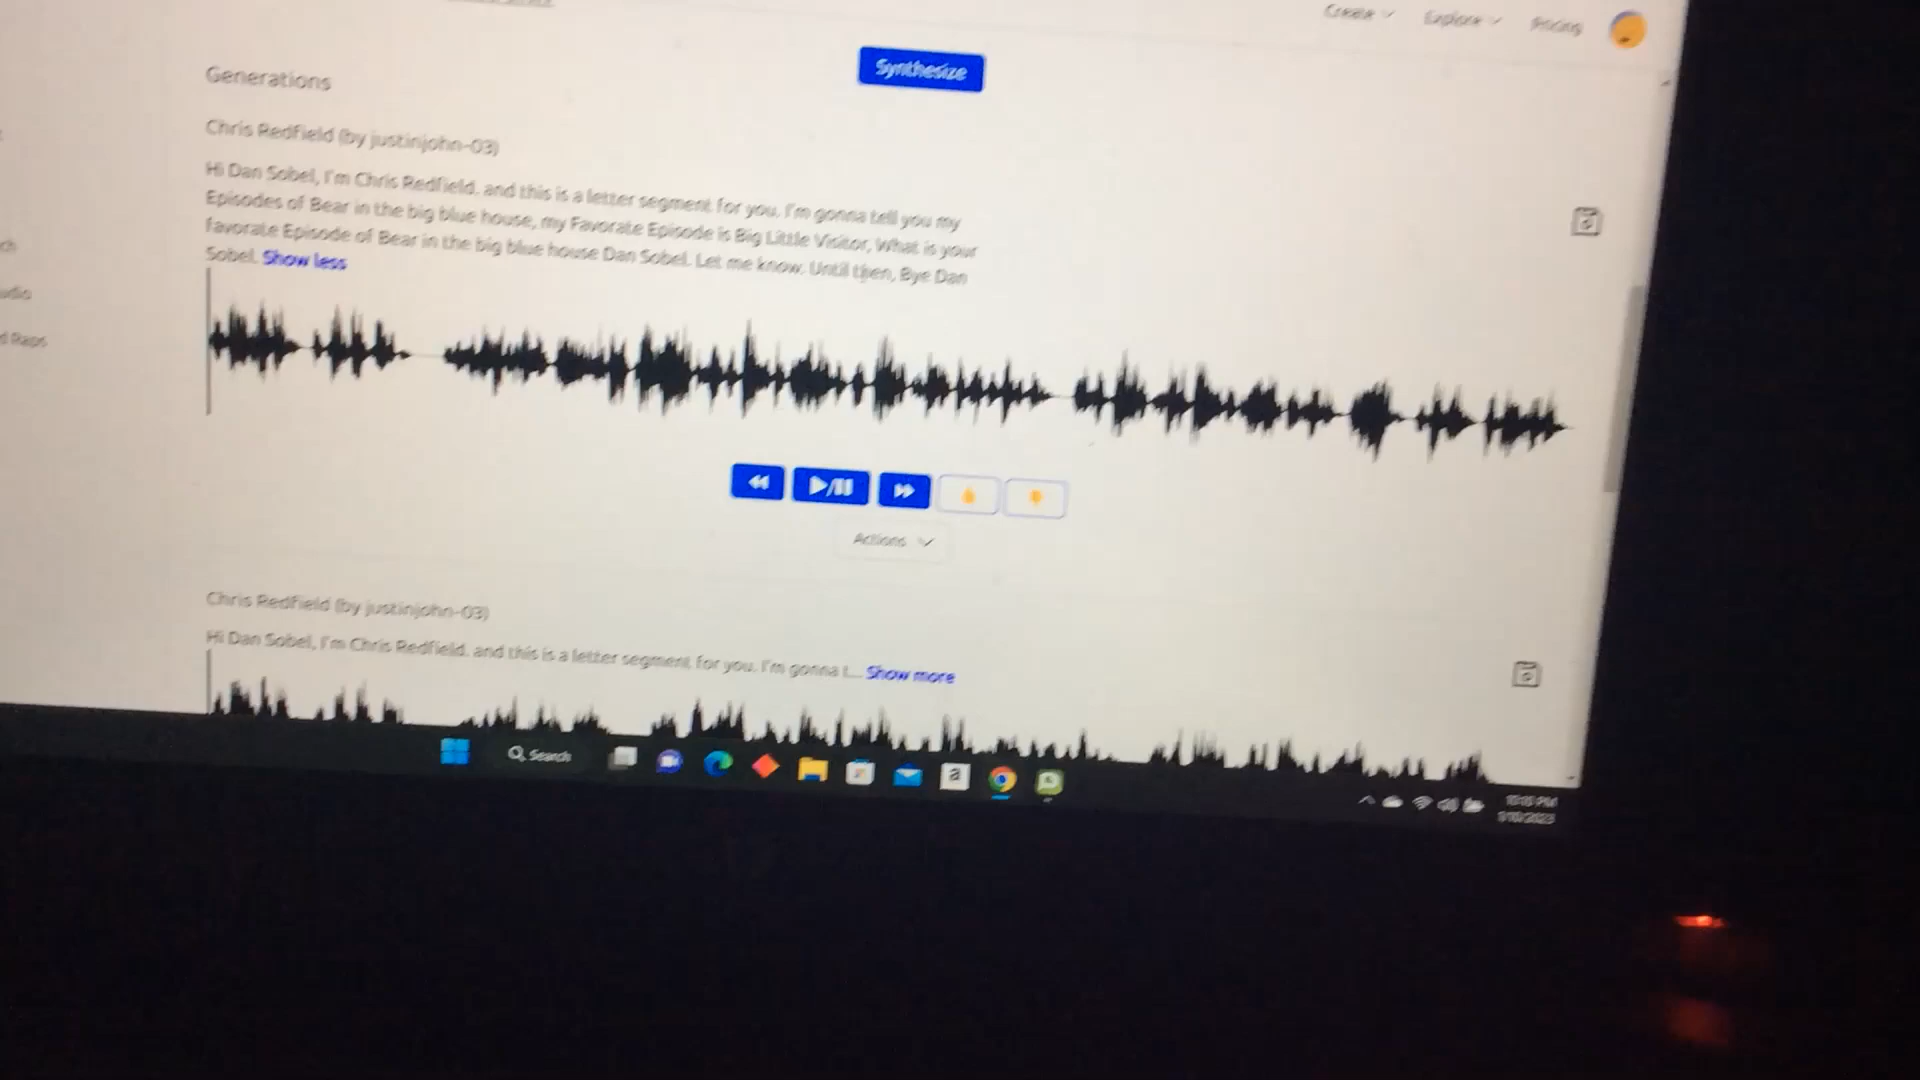 Create Explore Pricing
Synthesize
Generations
Chris Redfield (by justinjohn-03)
Hi Dan Sobel, I'm Chris Redfield. and this is a letter segment for you. I'm gonna tell you my
Episodes of Bear in the big blue house, my Favorate Episode is Big Little Visitor, What is your
favorate Episode of Bear in the big blue house Dan Sobel. Let me know. Until then, Bye Dan
Sobel. Show less
Actions
Chris Redfield (by justinjohn-03)
Hi Dan Sobel, I'm Chris Redfield. and this is a letter segment for you. I'm gonna t... Show more
Search
a